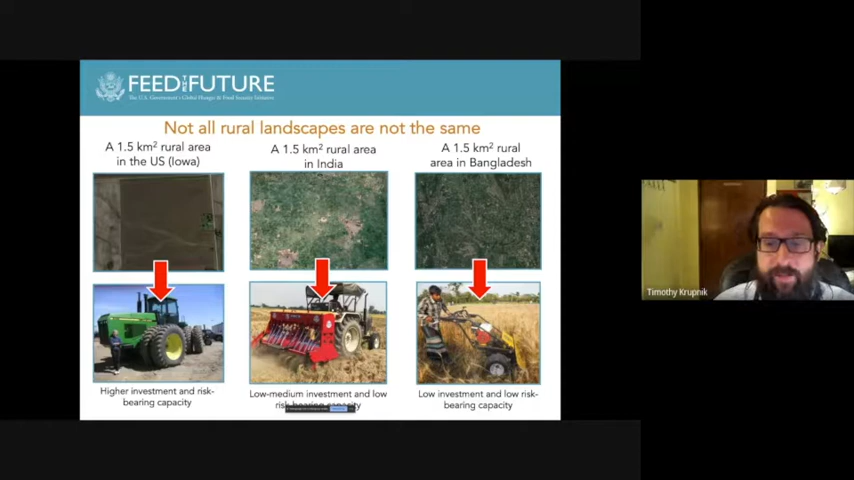 FEED THE FUTURE
The U.S. Government's Global Hunger & Food Security Initiative
Not all rural landscapes are not the same
A 1.5 km² rural area
in the US (Iowa)
A 1.5 km² rural area
in India
A 1.5 km² rural
area in Bangladesh
Higher investment and risk-
bearing capacity
Low-medium investment and low
risk-bearing capacity
Low investment and low risk-
bearing capacity
Timothy Krupnik